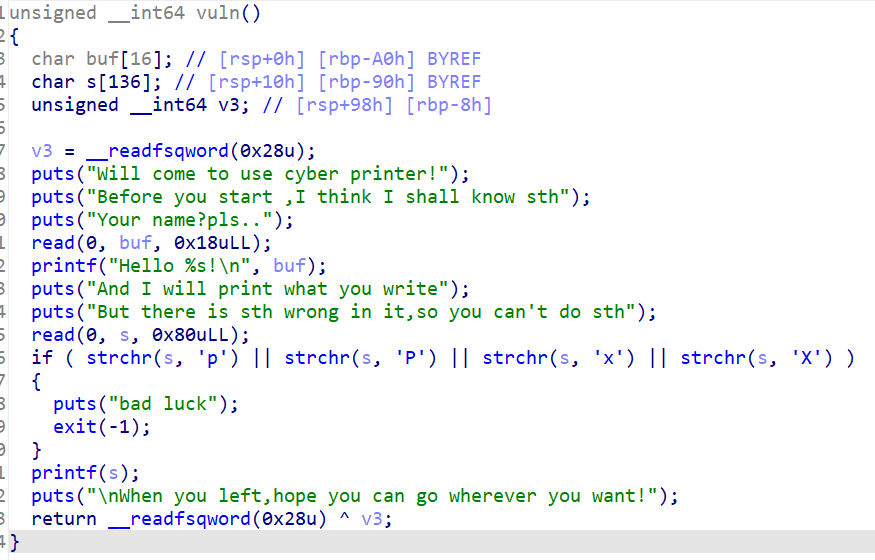 1unsigned __int64 vuln()
2{
3  char buf[16]; // [rsp+0h] [rbp-A0h] BYREF
4  char s[136]; // [rsp+10h] [rbp-90h] BYREF
5  unsigned __int64 v3; // [rsp+98h] [rbp-8h]
6
7  v3 = __readfsqword(0x28u);
8  puts("Will come to use cyber printer!");
9  puts("Before you start ,I think I shall know sth");
0  puts("Your name?pls..");
1  read(0, buf, 0x18uLL);
2  printf("Hello %s!\n", buf);
3  puts("And I will print what you write");
4  puts("But there is sth wrong in it,so you can't do sth");
5  read(0, s, 0x80uLL);
6  if ( strchr(s, 'p') || strchr(s, 'P') || strchr(s, 'x') || strchr(s, 'X') )
7  {
8    puts("bad luck");
9    exit(-1);
0  }
1  printf(s);
2  puts("\nWhen you left,hope you can go wherever you want!");
3  return __readfsqword(0x28u) ^ v3;
4}